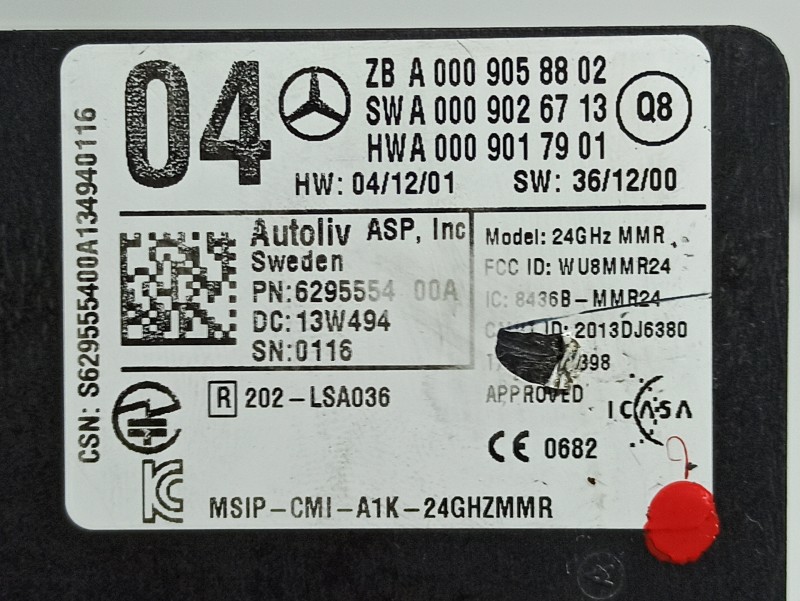 04
ZB A 000 905 88 02
SW A 000 902 67 13
HW A 000 901 79 01
Q8
HW: 04/12/01 SW: 36/12/00
CSN: S629555400A134940116
Autoliv ASP, Inc
Sweden
PN:6295554 00A
DC:13W494
SN:0116
Model: 24GHz MMR
FCC ID: WU8MMR24
IC: 8436B-MMR24
ID: 2013DJ6380
398
APPROVED
ICASA
R 202-LSA036
CE 0682
KC
MSIP-CMI-A1K-24GHZMMR